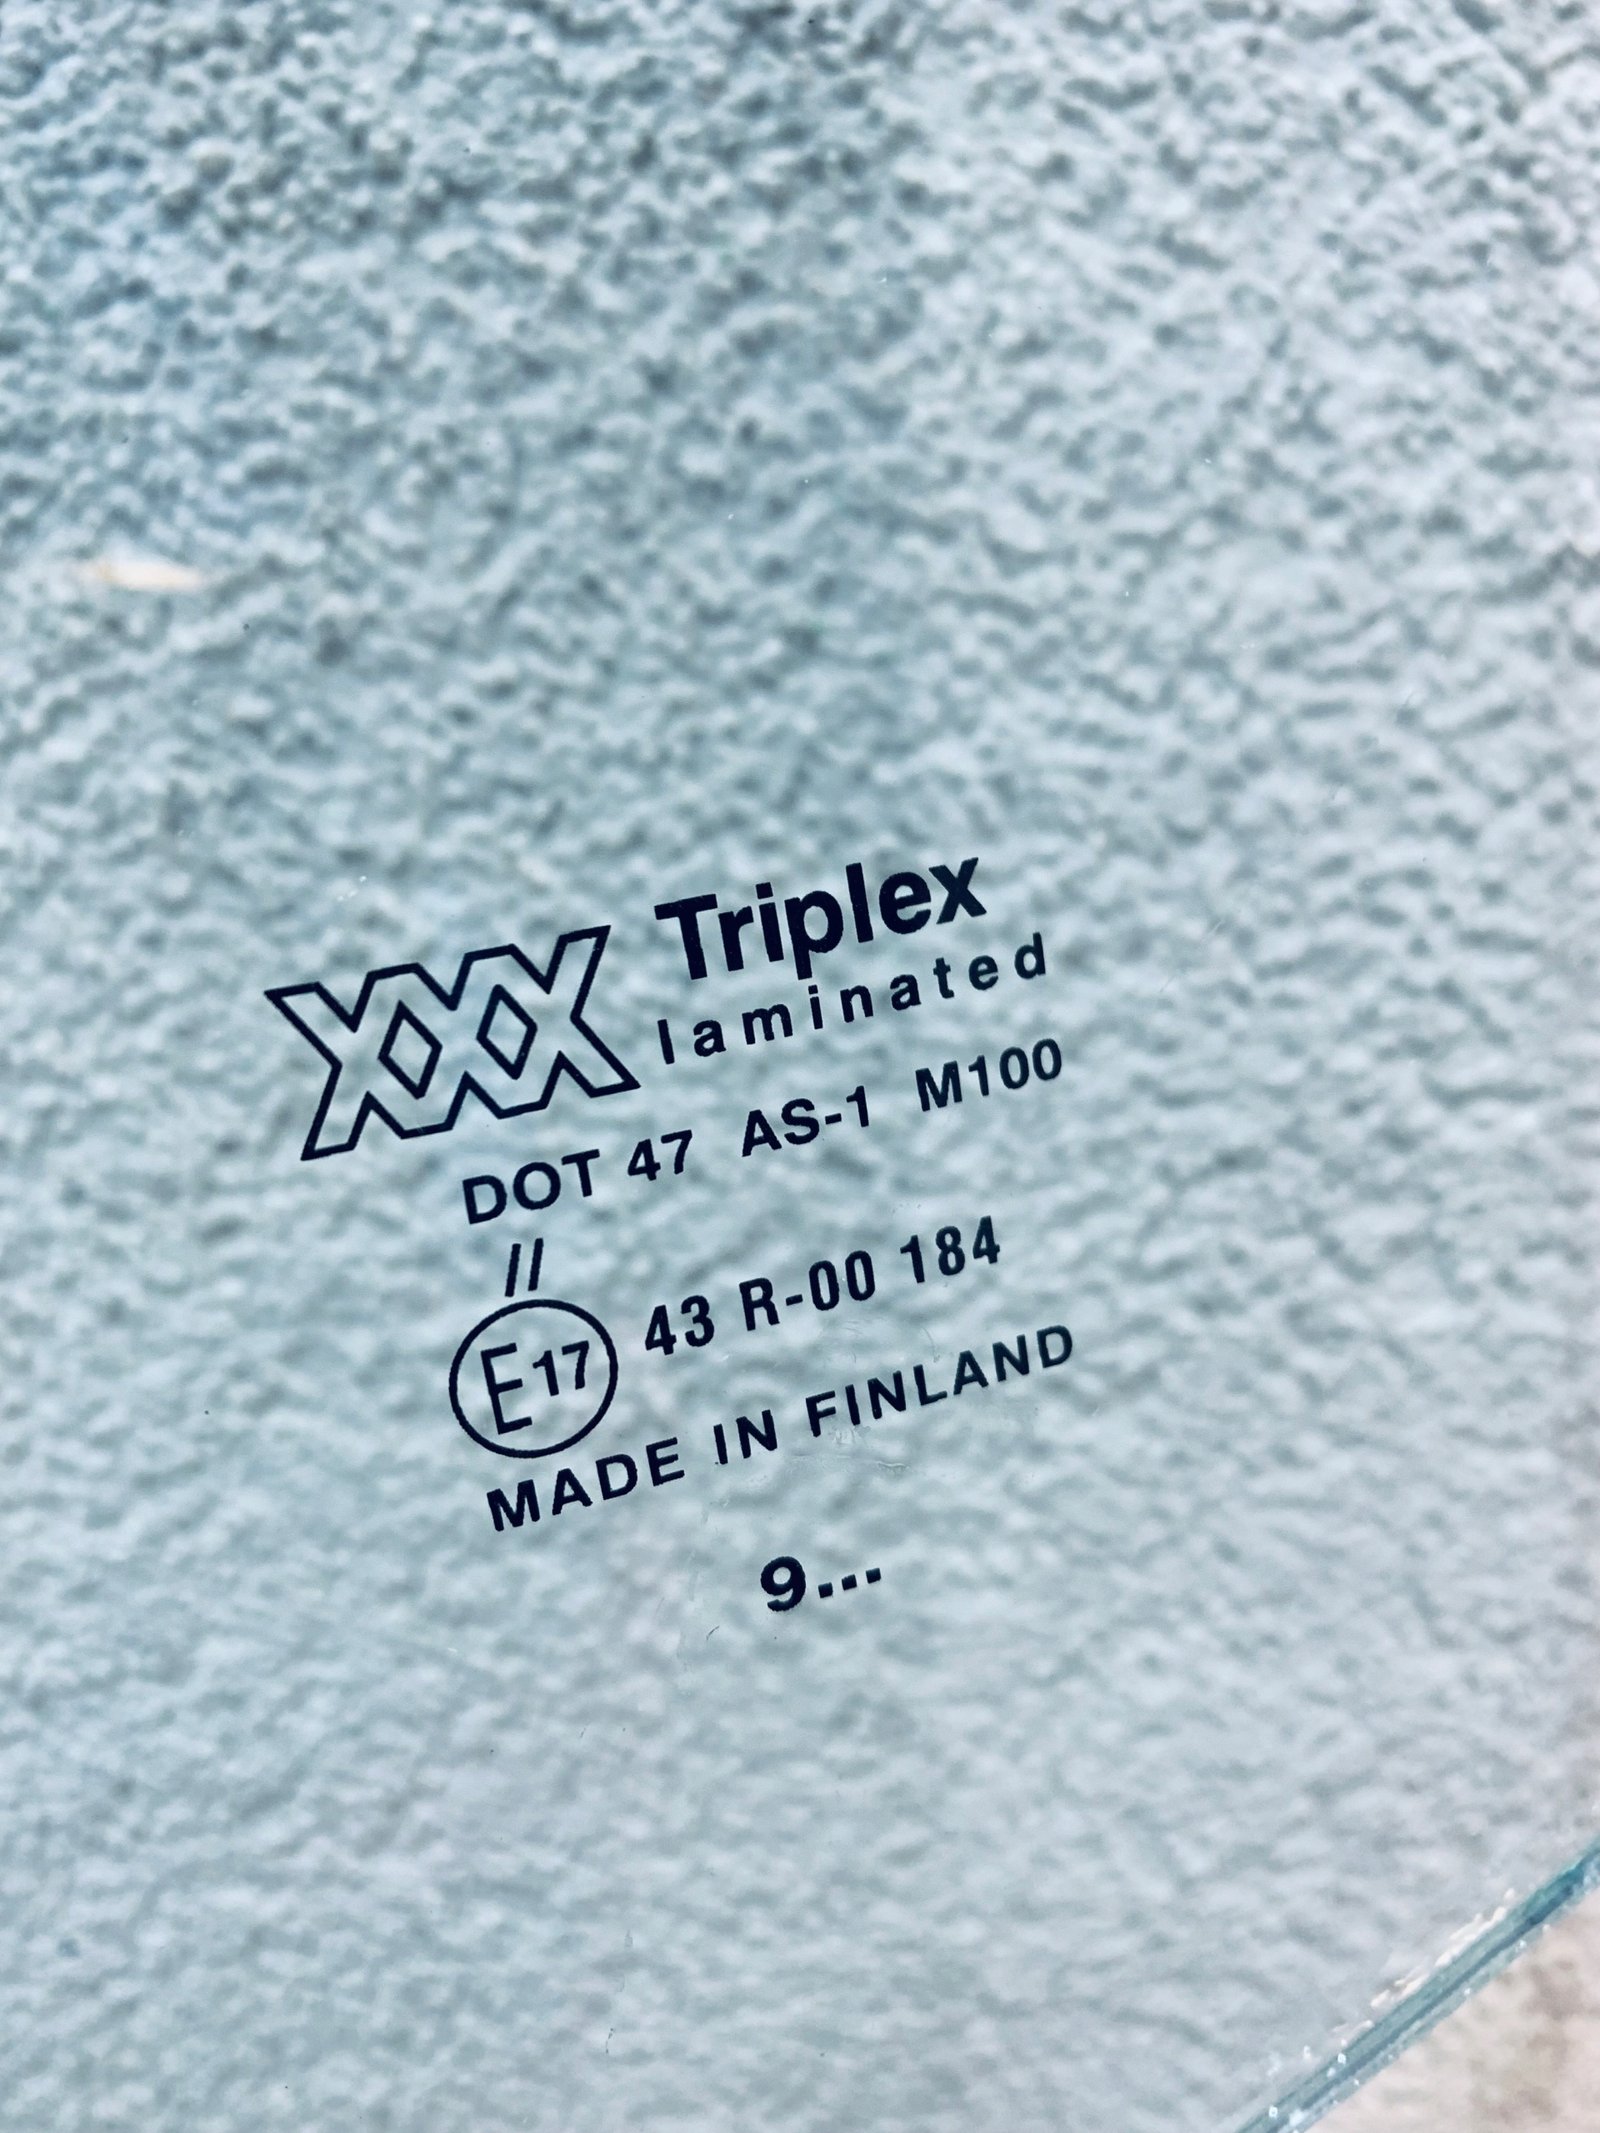 XXX Triplex
laminated
DOT 47 AS-1 M100
//
E17 43 R-00 184
MADE IN FINLAND
9...